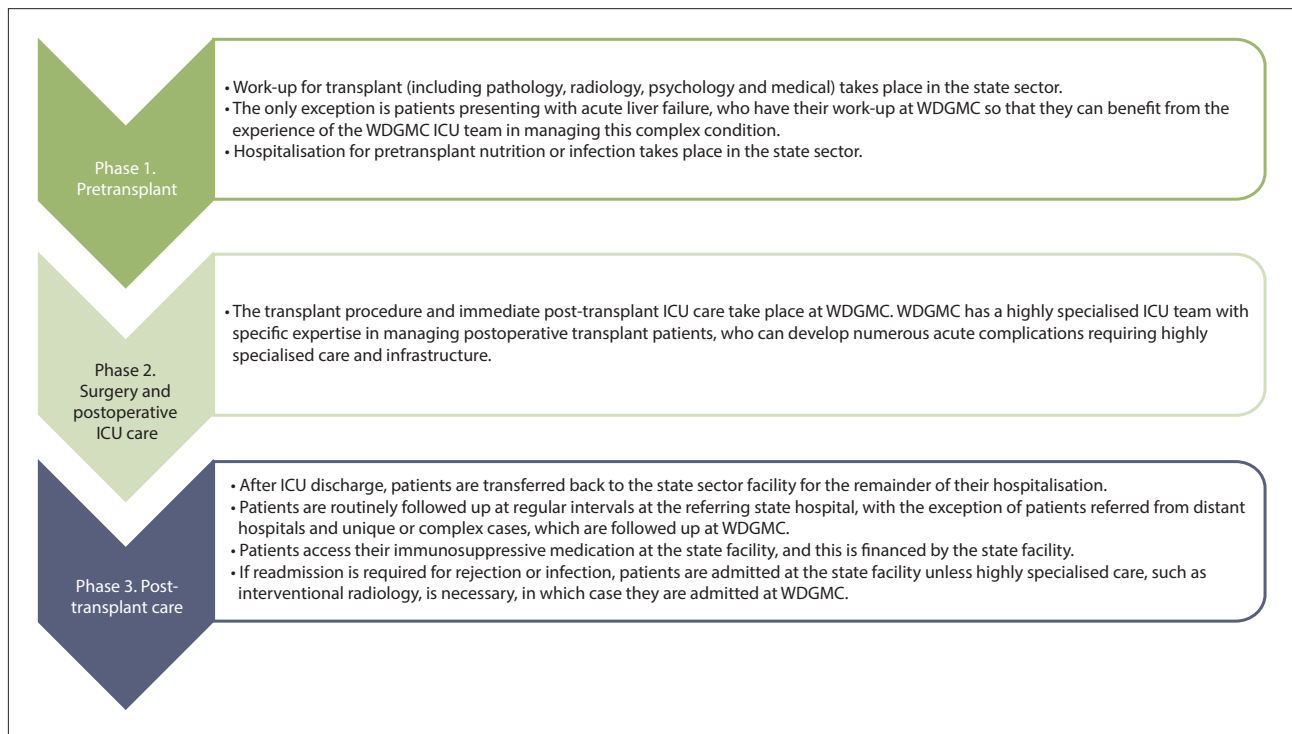 Phase 1.
Pretransplant
• Work-up for transplant (including pathology, radiology, psychology and medical) takes place in the state sector.
• The only exception is patients presenting with acute liver failure, who have their work-up at WDGMC so that they can benefit from the
experience of the WDGMC ICU team in managing this complex condition.
• Hospitalisation for pretransplant nutrition or infection takes place in the state sector.
Phase 2.
Surgery and
postoperative
ICU care
• The transplant procedure and immediate post-transplant ICU care take place at WDGMC. WDGMC has a highly specialised ICU team with
specific expertise in managing postoperative transplant patients, who can develop numerous acute complications requiring highly
specialised care and infrastructure.
Phase 3. Post-
transplant care
• After ICU discharge, patients are transferred back to the state sector facility for the remainder of their hospitalisation.
• Patients are routinely followed up at regular intervals at the referring state hospital, with the exception of patients referred from distant
hospitals and unique or complex cases, which are followed up at WDGMC.
• Patients access their immunosuppressive medication at the state facility, and this is financed by the state facility.
• If readmission is required for rejection or infection, patients are admitted at the state facility unless highly specialised care, such as
interventional radiology, is necessary, in which case they are admitted at WDGMC.